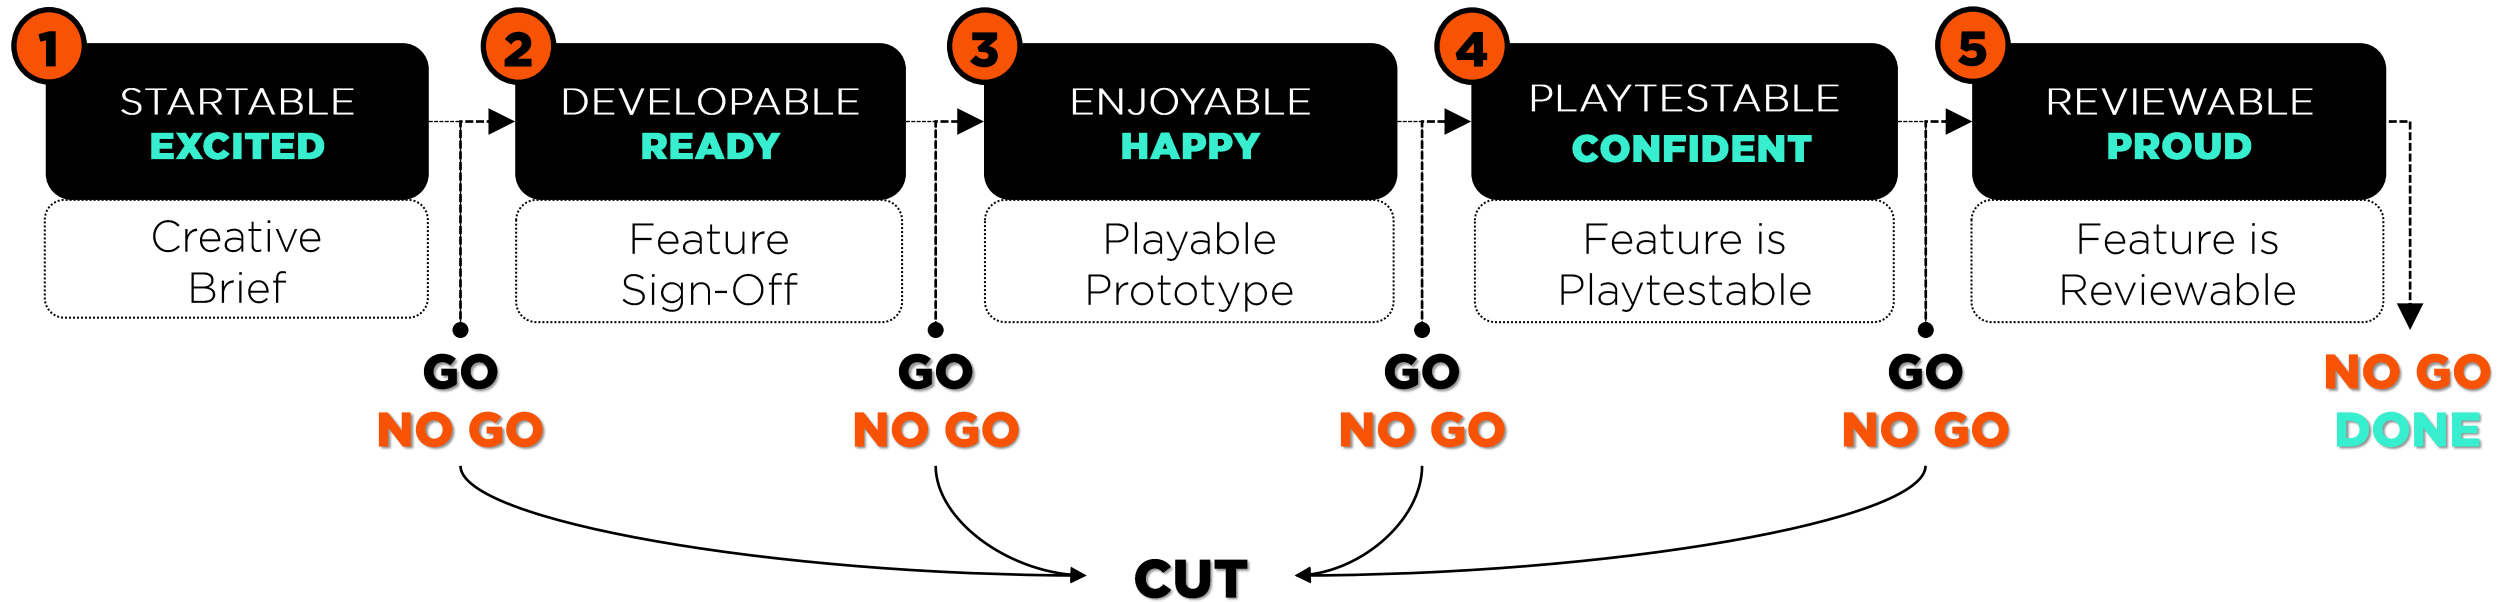 1
STARTABLE
EXCITED
Creative
Brief
2
DEVELOPABLE
READY
Feature
Sign-Off
3
ENJOYABLE
HAPPY
Playable
Prototype
4
PLAYTESTABLE
CONFIDENT
Feature is
Playtestable
5
REVIEWABLE
PROUD
Feature is
Reviewable
GO
NO GO
GO
NO GO
GO
NO GO
GO
NO GO
NO GO
DONE
CUT